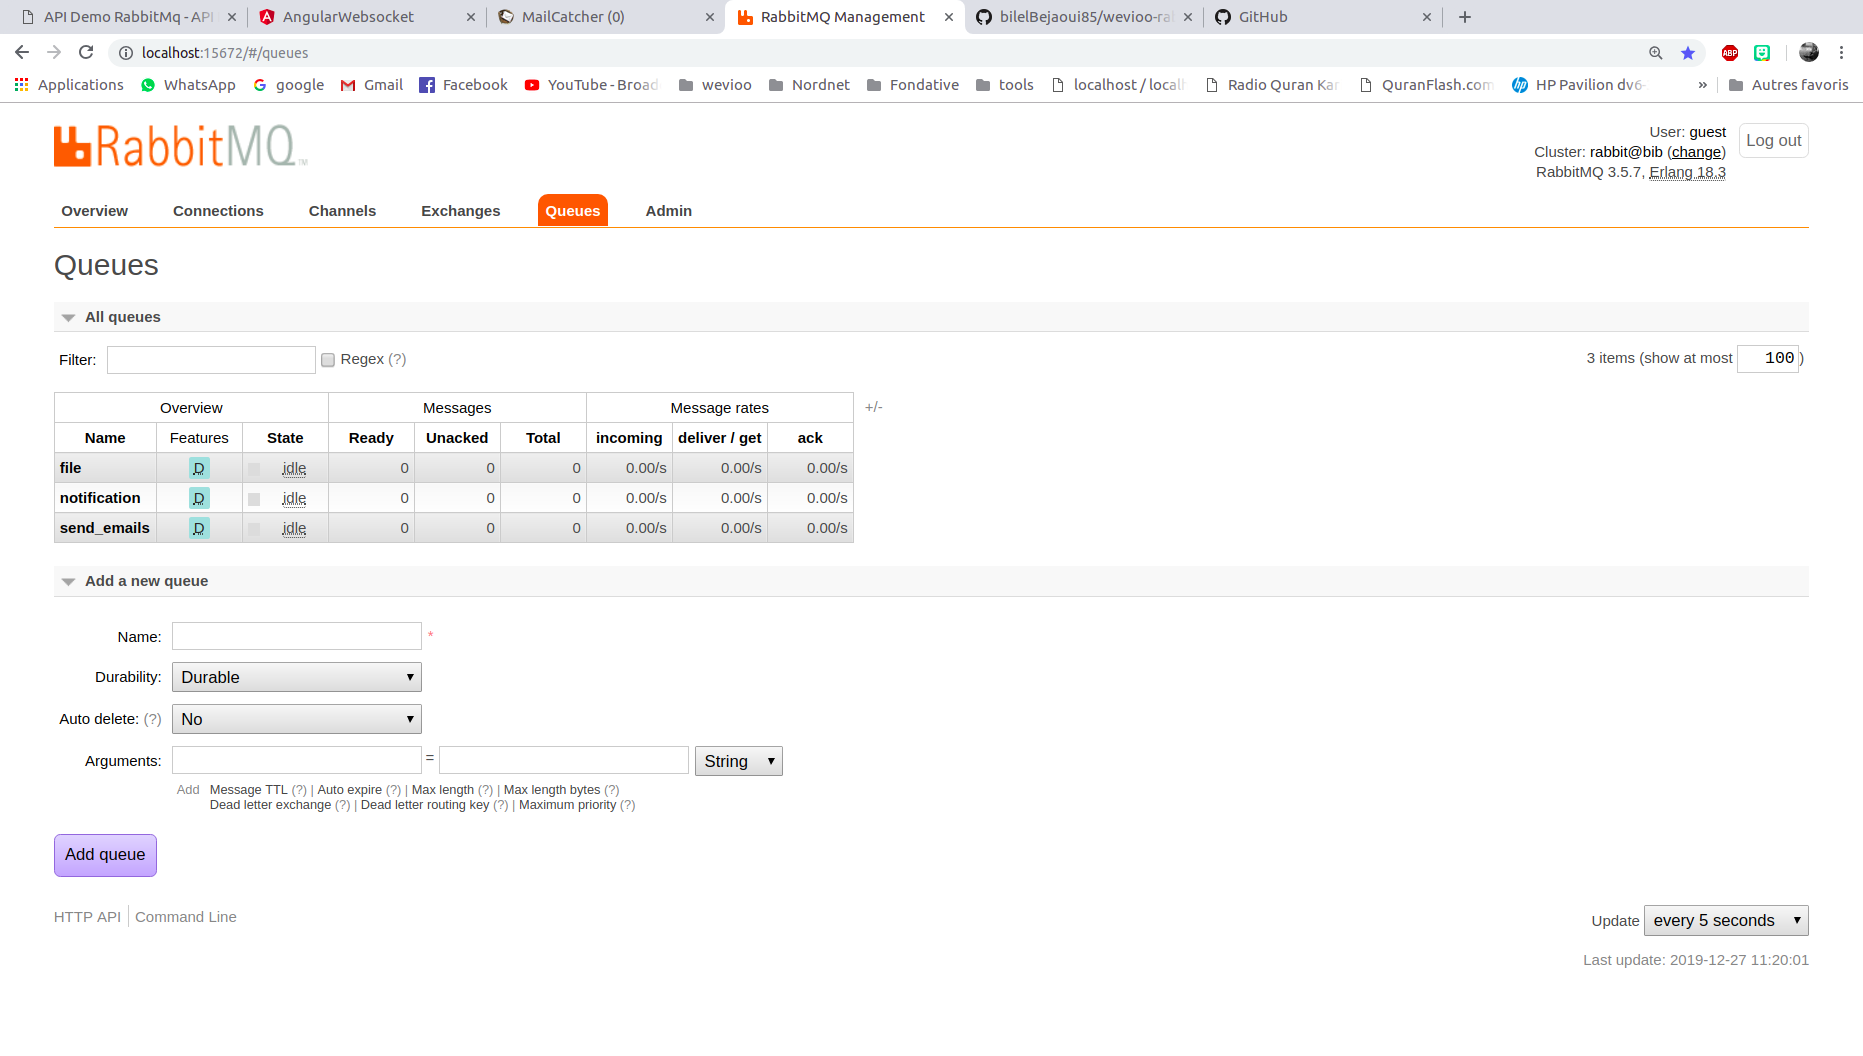 API Demo RabbitMq - API
AngularWebsocket
MailCatcher (0)
RabbitMQ Management
bilelBejaoui85/wevioo-ra
GitHub
localhost:15672/#/queues
ABP
Applications
WhatsApp
google
Gmail
Facebook
YouTube - Broad
wevioo
Nordnet
Fondative
tools
localhost / local
Radio Quran Kar
QuranFlash.com
HP Pavilion dv6-
»
Autres favoris
RabbitMQ™
User: guest
Cluster: rabbit@bib (change)
RabbitMQ 3.5.7, Erlang 18.3
Log out
Overview
Connections
Channels
Exchanges
Queues
Admin
Queues
All queues
Filter:
Regex (?)
3 items (show at most 100 )
Overview Messages Message rates +/-
Name Features State Ready Unacked Total incoming deliver / get ack
file D idle 0 0 0 0.00/s 0.00/s 0.00/s
notification D idle 0 0 0 0.00/s 0.00/s 0.00/s
send_emails D idle 0 0 0 0.00/s 0.00/s 0.00/s
Add a new queue
Name: *
Durability: Durable
Auto delete: (?) No
Arguments: = String
Add Message TTL (?) | Auto expire (?) | Max length (?) | Max length bytes (?)
Dead letter exchange (?) | Dead letter routing key (?) | Maximum priority (?)
Add queue
HTTP API
Command Line
Update every 5 seconds
Last update: 2019-12-27 11:20:01